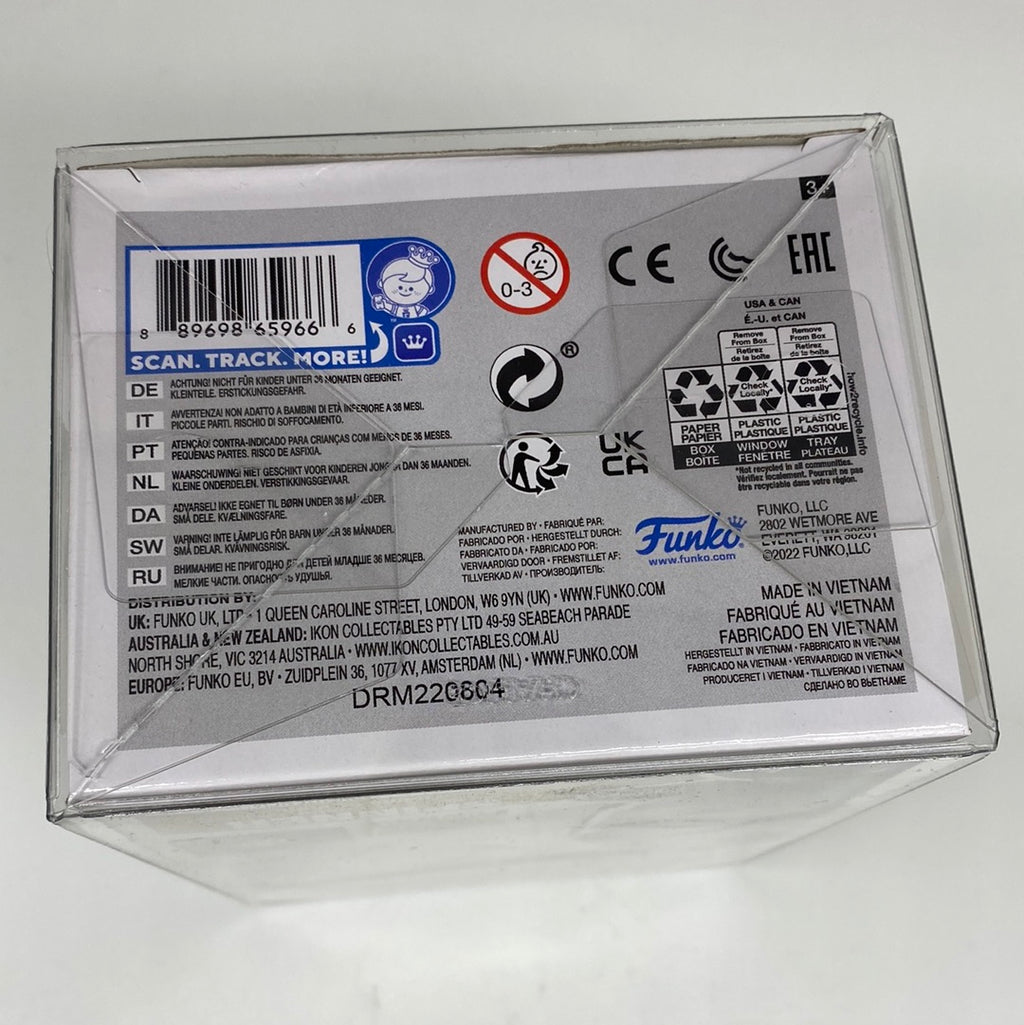 3+
8 89698 65966 6
SCAN. TRACK. MORE!
™
0-3
CE
EAC
®
UK
CA
USA & CAN
É.-U. et CAN
Remove From Box
Retirez de la boîte
Remove From Box
Retirez de la boîte
Check Locally*
Check Locally*
PAPER
PAPIER
PLASTIC
PLASTIQUE
PLASTIC
PLASTIQUE
BOX
BOÎTE
WINDOW
FENÊTRE
TRAY
PLATEAU
how2recycle.info
*Not recycled in all communities.
Vérifiez localement. Pourrait ne pas
être recyclable dans votre région.
DE ACHTUNG! NICHT FÜR KINDER UNTER 36 MONATEN GEEIGNET.
KLEINTEILE. ERSTICKUNGSGEFAHR.
IT AVVERTENZA! NON ADATTO A BAMBINI DI ETÀ INFERIORE A 36 MESI.
PICCOLE PARTI. RISCHIO DI SOFFOCAMENTO.
PT ATENÇÃO! CONTRA-INDICADO PARA CRIANÇAS COM MENOS DE 36 MESES.
PEQUENAS PARTES. RISCO DE ASFIXIA.
NL WAARSCHUWING! NIET GESCHIKT VOOR KINDEREN JONGER DAN 36 MAANDEN.
KLEINE ONDERDELEN. VERSTIKKINGSGEVAAR.
DA ADVARSEL! IKKE EGNET TIL BØRN UNDER 36 MÅNEDER.
SMÅ DELE. KVÆLNINGSFARE.
SW VARNING! INTE LÄMPLIG FÖR BARN UNDER 36 MÅNADER.
SMÅ DELAR. KVÄVNINGSRISK.
RU ВНИМАНИЕ! НЕ ПРИГОДНО ДЛЯ ДЕТЕЙ МЛАДШЕ 36 МЕСЯЦЕВ.
МЕЛКИЕ ЧАСТИ. ОПАСНОСТЬ УДУШЬЯ.
MANUFACTURED BY • FABRIQUÉ PAR:
FABRICADO POR • HERGESTELLT DURCH:
FABBRICATO DA • FABRICADO POR:
VERVAARDIGD DOOR • FREMSTILLET AF:
TILLVERKAD AV • ПРОИЗВОДИТЕЛЬ:
Funko®
www.funko.com
FUNKO, LLC
2802 WETMORE AVE
EVERETT, WA 98201
©2022 FUNKO,LLC
DISTRIBUTION BY:
UK: FUNKO UK, LTD • 1 QUEEN CAROLINE STREET, LONDON, W6 9YN (UK) • WWW.FUNKO.COM
AUSTRALIA & NEW ZEALAND: IKON COLLECTABLES PTY LTD 49-59 SEABEACH PARADE
NORTH SHORE, VIC 3214 AUSTRALIA • WWW.IKONCOLLECTABLES.COM.AU
EUROPE: FUNKO EU, BV • ZUIDPLEIN 36, 1077 XV, AMSTERDAM (NL) • WWW.FUNKO.COM
DRM220804
MADE IN VIETNAM
FABRIQUÉ AU VIETNAM
FABRICADO EN VIETNAM
HERGESTELLT IN VIETNAM • FABBRICATO IN VIETNAM
FABRICADO NA VIETNAM • VERVAARDIGD IN VIETNAM
PRODUCERET I VIETNAM • TILLVERKAD I VIETNAM
СДЕЛАНО ВО ВЬЕТНАМЕ